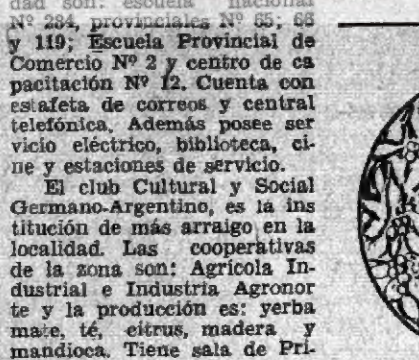 dad son: escuela nacional
Nº 284, provinciales Nº 65; 66
y 119; Escuela Provincial de
Comercio Nº 2 y centro de ca
pacitación Nº 12. Cuenta con
estafeta de correos y central
telefónica. Además posee ser
vicio eléctrico, biblioteca, ci-
ne y estaciones de servicio.
El club Cultural y Social
Germano-Argentino, es la ins
titución de más arraigo en la
localidad. Las cooperativas
de la zona son: Agrícola In-
dustrial e Industria Agronor
te y la producción es: yerba
mate, té, citrus, madera y
mandioca. Tiene sala de Pri-